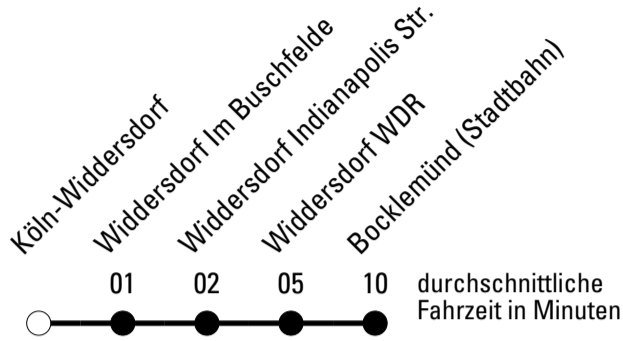 Köln-Widdersdorf
Widdersdorf Im Buschfelde
Widdersdorf Indianapolis Str.
Widdersdorf WDR
Bocklemünd (Stadtbahn)
01 02 05 10 durchschnittliche
Fahrzeit in Minuten